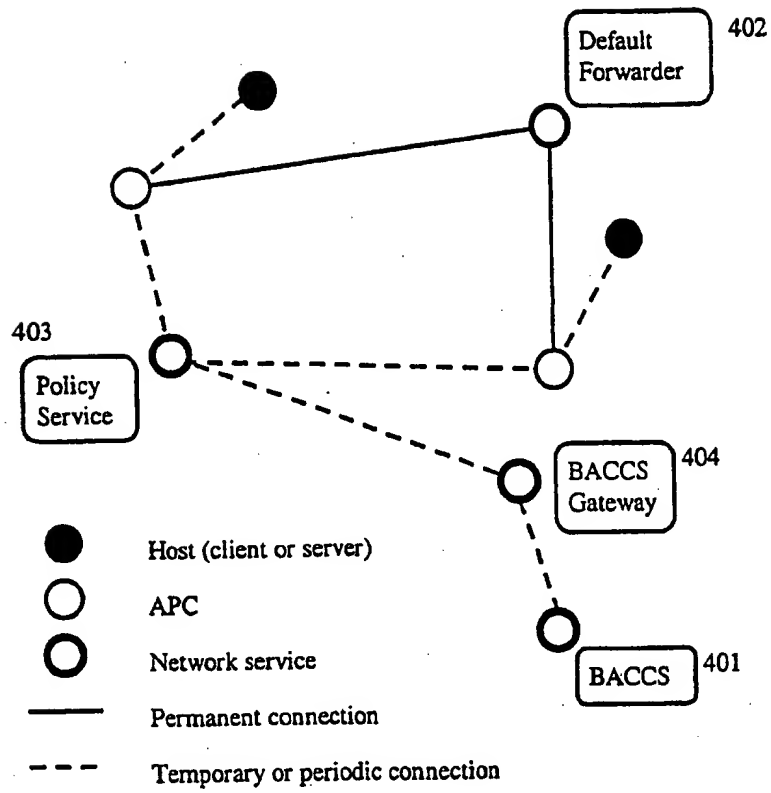 402
Default
Forwarder
403
Policy
Service
BACCS
Gateway
404
Host (client or server)
APC
Network service
BACCS
401
Permanent connection
Temporary or periodic connection